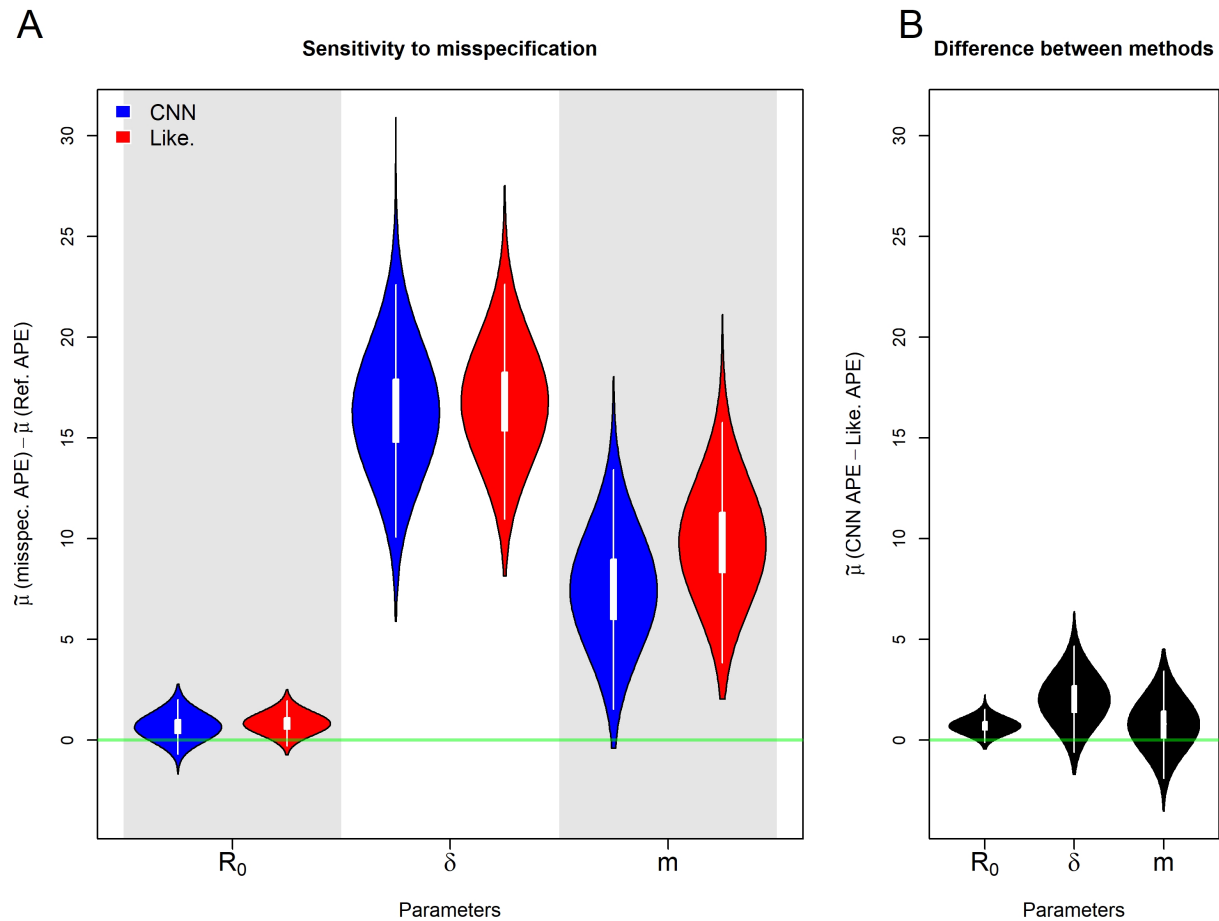 A
B
Sensitivity to misspecification
Difference between methods
CNN
Like.
μ̃ (misspec. APE) − μ̃ (Ref. APE)
30
25
20
15
10
5
0
R₀
δ
m
Parameters
μ̃ (CNN APE − Like. APE)
30
25
20
15
10
5
0
R₀
δ
m
Parameters